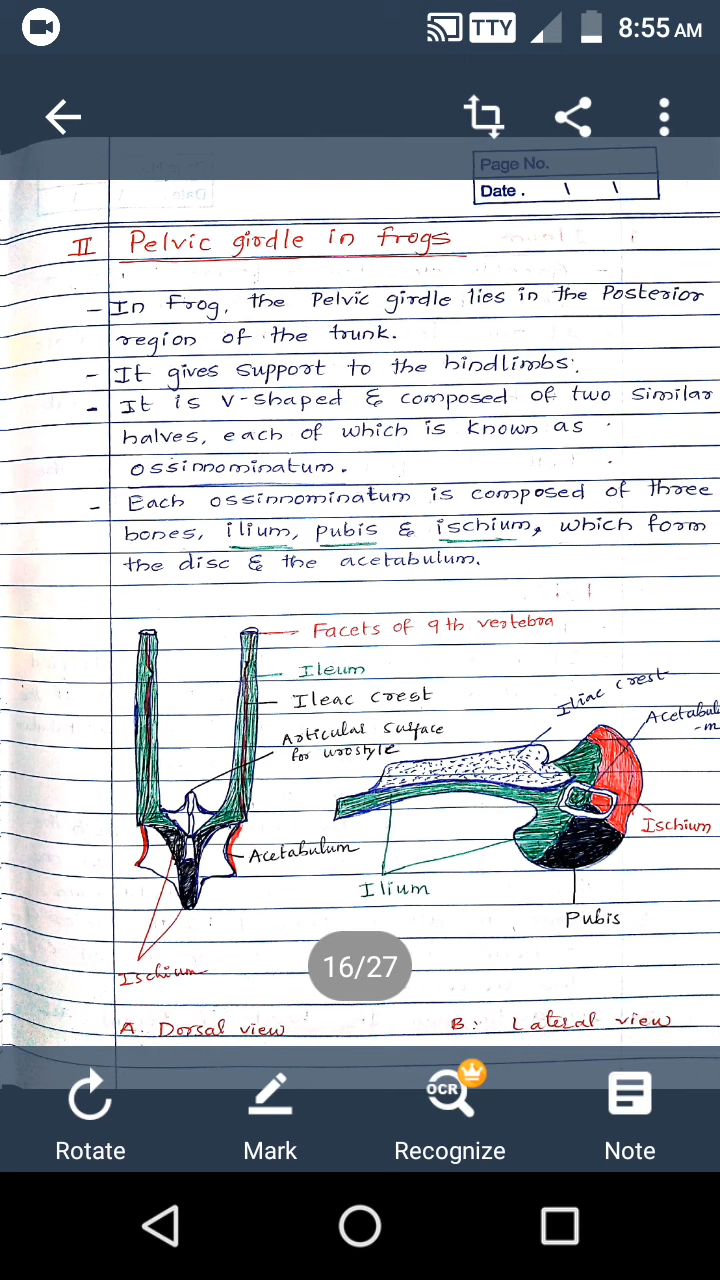 TTY 8:55 AM
Page No.
Date . \ \
II Pelvic girdle in frogs
- In Frog, the Pelvic girdle lies in the Posterior
region of the trunk.
- It gives support to the hindlimbs.
- It is V-shaped & composed of two similar
halves, each of which is known as
ossinnominatum.
- Each ossinnominatum is composed of three
bones, ilium, pubis & ischium, which form
the disc & the acetabulum.
Facets of 9th vertebra
Ileum
Ileac crest
Articular surface
for urostyle
Acetabulum
Ischium
Iliac crest
Acetabul
-m
Ischium
Ilium
Pubis
16/27
A. Dorsal view
B. Lateral view
OCR
Rotate Mark Recognize Note